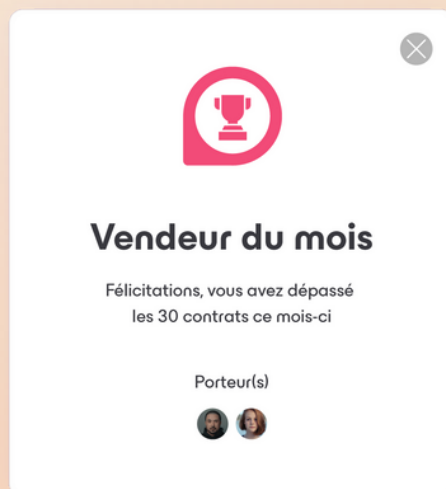 Vendeur du mois
Félicitations, vous avez dépassé
les 30 contrats ce mois-ci
Porteur(s)